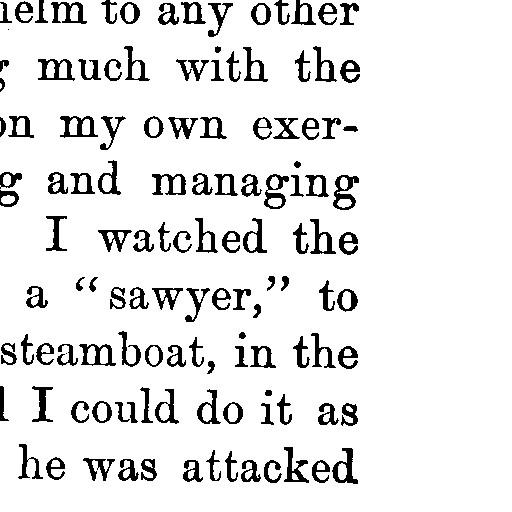 helm to any other
much with the
on my own exer-
and managing
I watched the
a “sawyer,” to
steamboat, in the
I could do it as
he was attacked